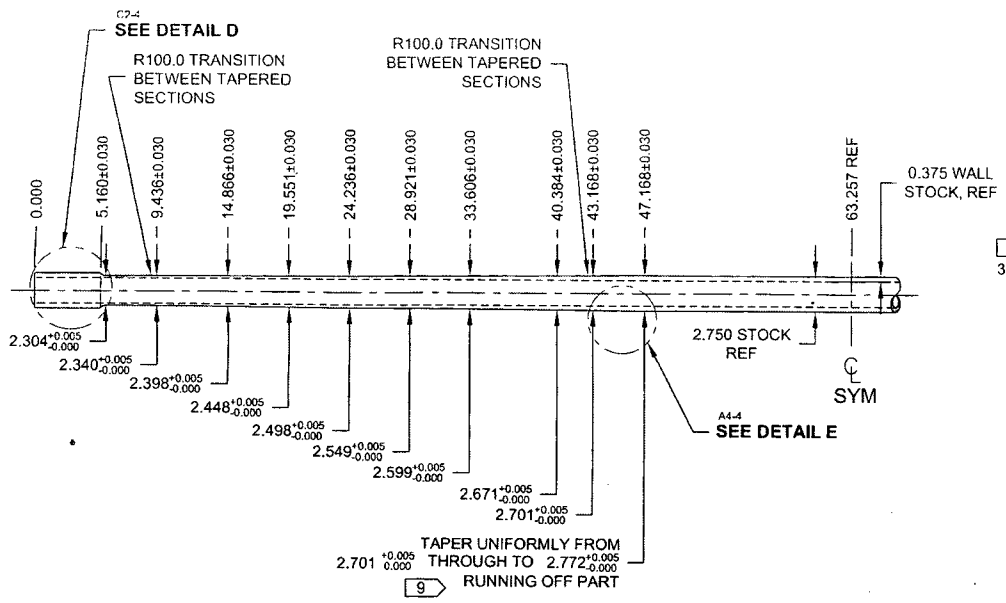 C2-4
SEE DETAIL D
R100.0 TRANSITION
BETWEEN TAPERED
SECTIONS
R100.0 TRANSITION
BETWEEN TAPERED
SECTIONS
0.000
5.160±0.030
9.436±0.030
14.866±0.030
19.551±0.030
24.236±0.030
28.921±0.030
33.606±0.030
40.384±0.030
43.168±0.030
47.168±0.030
63.257 REF
0.375 WALL
STOCK, REF
3
2.304 +0.005 -0.000
2.340 +0.005 -0.000
2.398 +0.005 -0.000
2.448 +0.005 -0.000
2.498 +0.005 -0.000
2.549 +0.005 -0.000
2.599 +0.005 -0.000
2.671 +0.005 -0.000
2.701 +0.005 -0.000
2.750 STOCK
REF
℄
SYM
A4-4
SEE DETAIL E
TAPER UNIFORMLY FROM
2.701 +0.005 0.000 THROUGH TO 2.772 +0.005 -0.000
9 RUNNING OFF PART